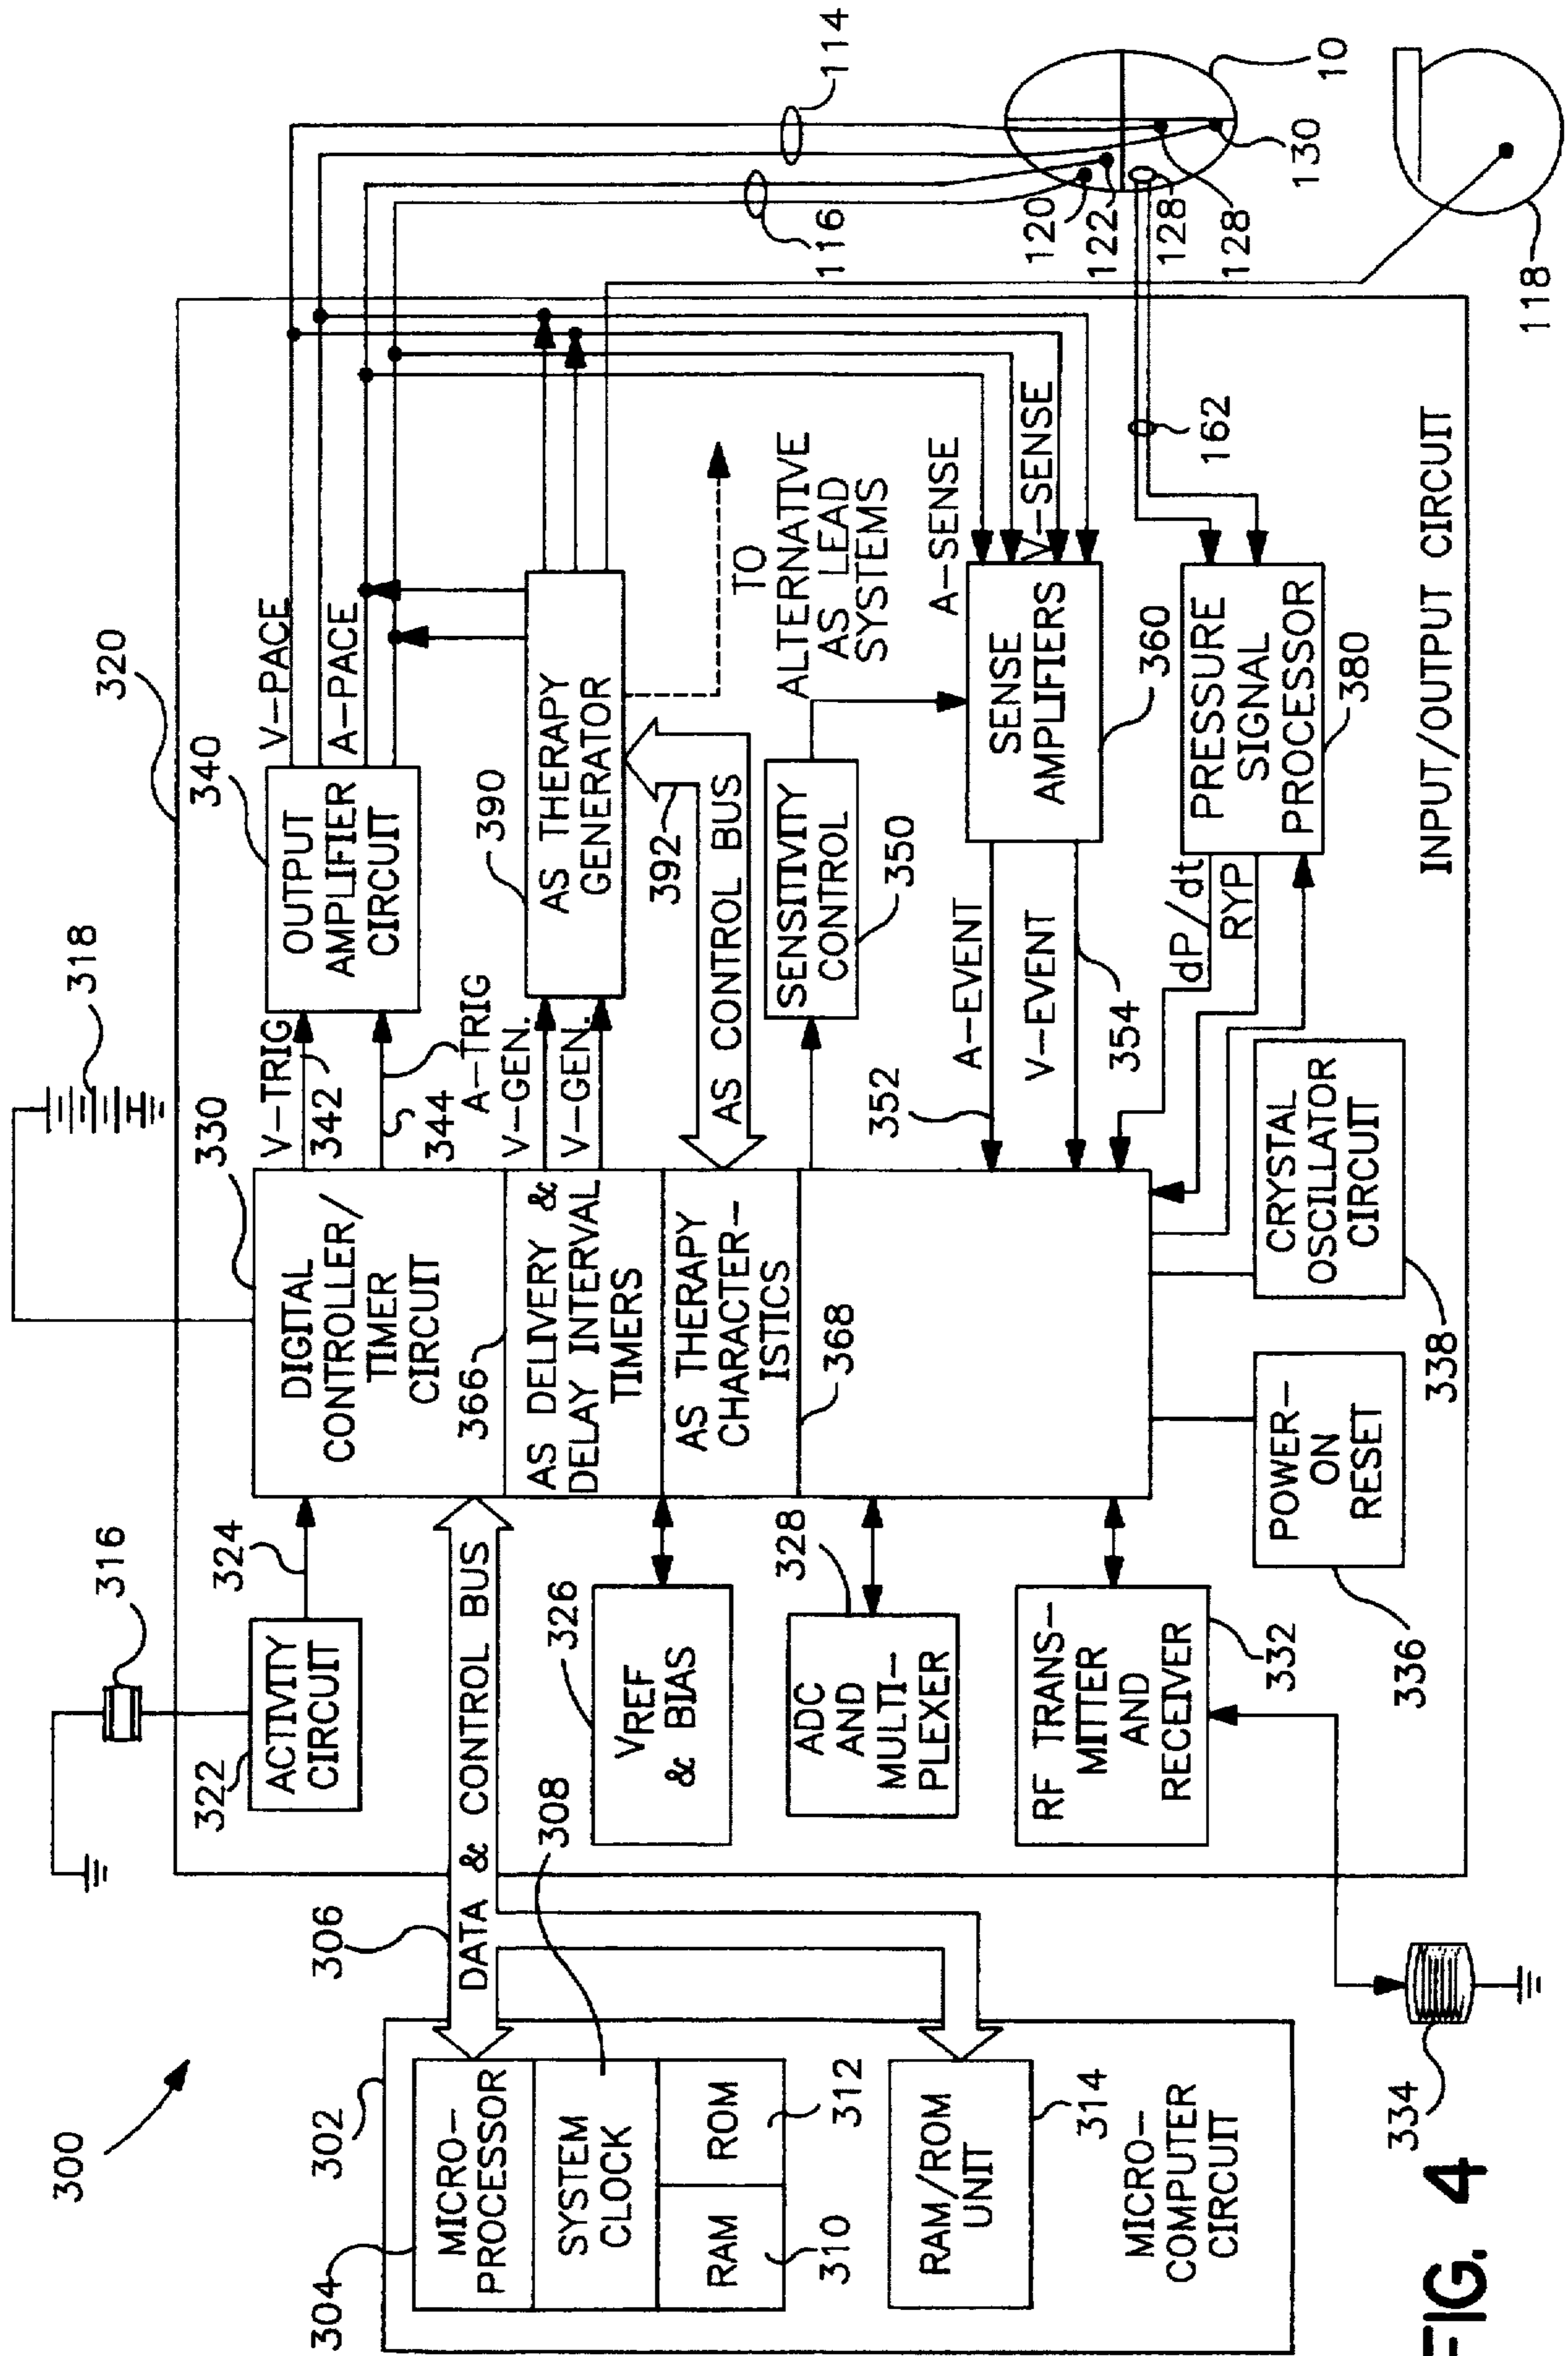 300
302
304
MICRO–
PROCESSOR
SYSTEM
CLOCK
RAM
ROM
310
312
RAM/ROM
UNIT
314
MICRO–
COMPUTER
CIRCUIT
306
308
DATA & CONTROL BUS
316
322
ACTIVITY
CIRCUIT
324
326
VREF
& BIAS
328
ADC
AND
MULTI–
PLEXER
RF TRANS–
MITTER
AND
RECEIVER
332
334
318
320
330
DIGITAL
CONTROLLER/
TIMER
CIRCUIT
366
AS DELIVERY &
DELAY INTERVAL
TIMERS
AS THERAPY
CHARACTER–
ISTICS
368
POWER–
ON
RESET
336
CRYSTAL
OSCILLATOR
CIRCUIT
338
V–TRIG
342
344
A–TRIG
V–GEN.
V–GEN.
340
OUTPUT
AMPLIFIER
CIRCUIT
V–PACE
A–PACE
390
AS THERAPY
GENERATOR
392
AS CONTROL BUS
TO
ALTERNATIVE
AS LEAD
SYSTEMS
SENSITIVITY
CONTROL
350
352
A–EVENT
V–EVENT
354
SENSE
AMPLIFIERS
360
A–SENSE
V–SENSE
dP/dt
RYP
PRESSURE
SIGNAL
PROCESSOR
380
162
INPUT/OUTPUT CIRCUIT
114
116
120
122
128
128
130
10
118
FIG. 4